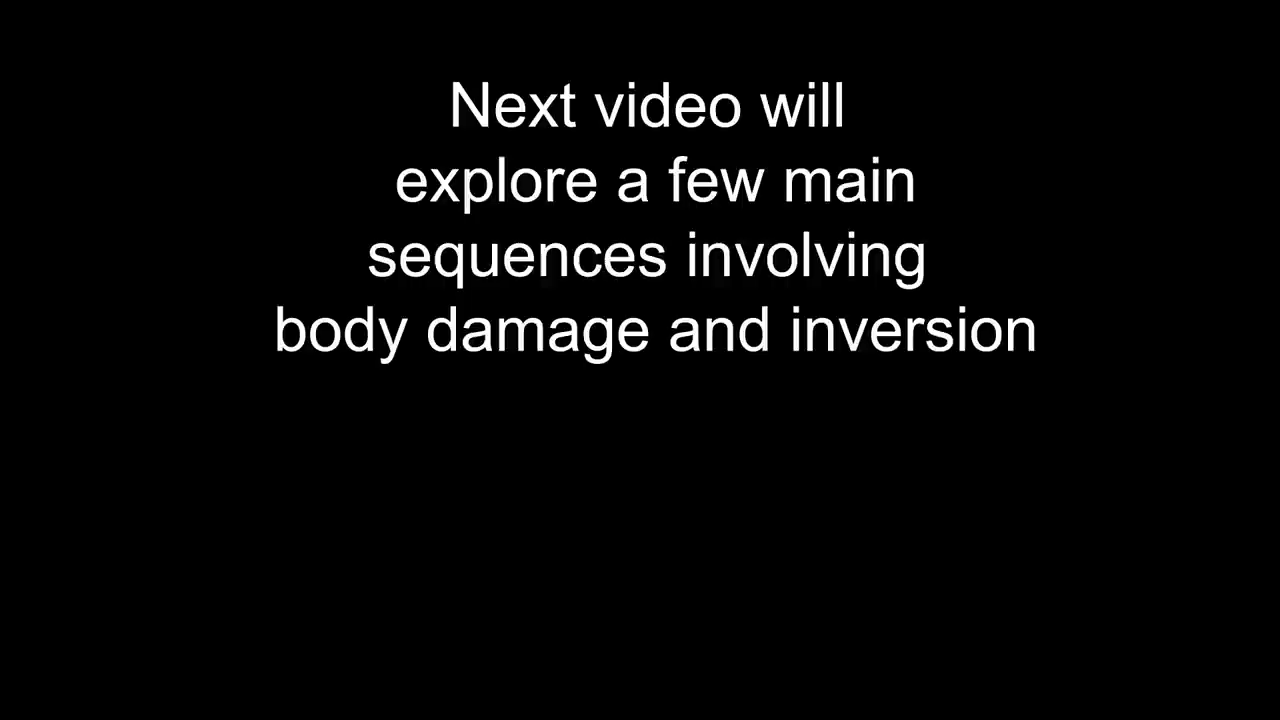 Next video will
explore a few main
sequences involving
body damage and inversion